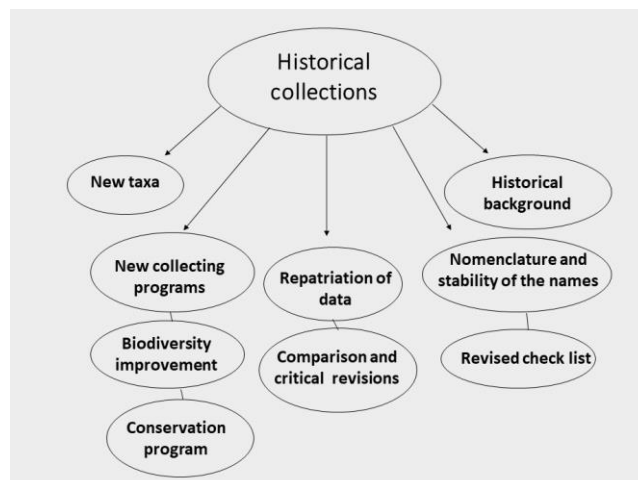 Historical
collections
New taxa
Historical
background
New collecting
programs
Repatriation of
data
Nomenclature and
stability of the names
Biodiversity
improvement
Comparison and
critical revisions
Revised check list
Conservation
program